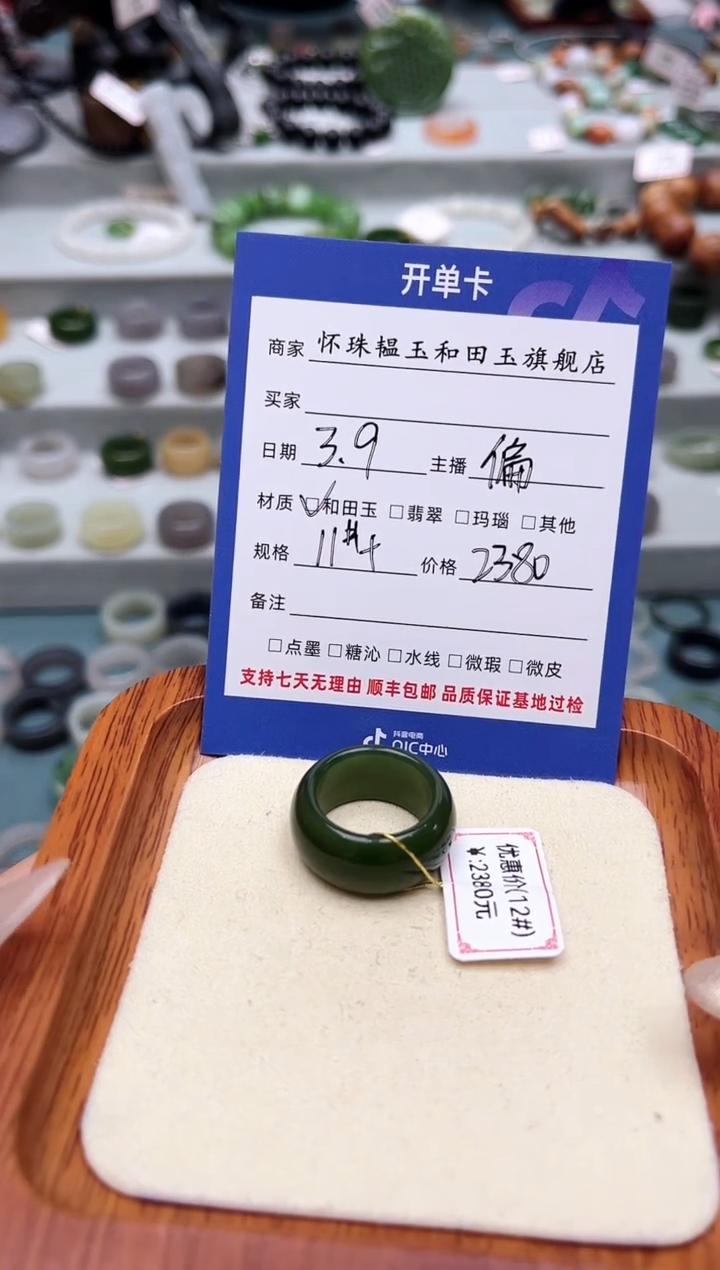 开单卡
商家 怀珠韫玉和田玉旗舰店
买家
日期 3.9 主播 偏
材质 ☑和田玉 □翡翠 □玛瑙 □其他
规格 11#+ 价格 2380
备注
□点墨 □糖沁 □水线 □微瑕 □微皮
支持七天无理由 顺丰包邮 品质保证基地过检
抖音电商
QIC中心
优惠价(12#)
¥:2380元